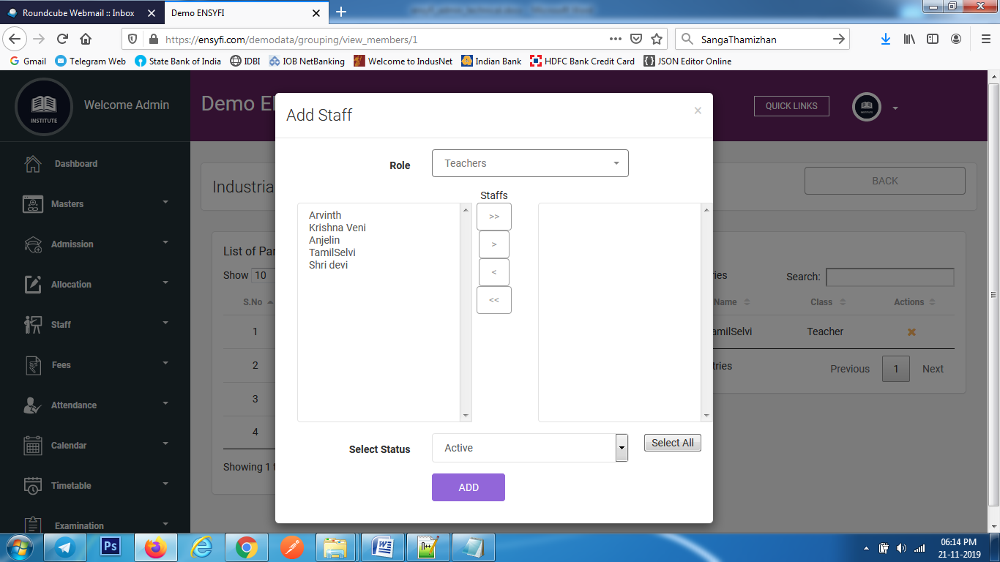 Roundcube Webmail :: Inbox
Demo ENSYFI
https://ensyfi.com/demodata/grouping/view_members/1
SangaThamizhan
Gmail
Telegram Web
State Bank of India
IDBI
IOB NetBanking
Welcome to IndusNet
Indian Bank
HDFC Bank Credit Card
JSON Editor Online
INSTITUTE
Welcome Admin
Demo E
QUICK LINKS
Dashboard
Masters
Admission
Allocation
Staff
Fees
Attendance
Calendar
Timetable
Examination
Industria
BACK
List of Par
Show 10
S.No
1
2
3
4
Showing 1 t
Add Staff
×
Role
Teachers
Staffs
Arvinth
Krishna Veni
Anjelin
TamilSelvi
Shri devi
>>
>
<
<<
Select Status
Active
Select All
ADD
ries
Search:
Name
Class
Actions
amilSelvi
Teacher
tries
Previous
1
Next
Ps
06:14 PM
21-11-2019